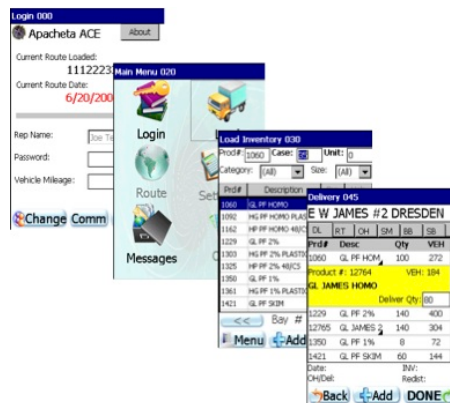 Login 000
Apacheta ACE
About
Current Route Loaded:
1112223
Current Route Date:
6/20/200
Rep Name:
Joe Te
Password:
Vehicle Mileage:
Change Comm
Main Menu 020
Login
Route
Messages
Load Inventory 030
Prod#: 1060 Case: Unit: 0
Category: (All) Size: (All)
Prd# Description
1060 GL PF HOMO
1092 HG PF HOMO PLAS
1162 HP PF HOMO 48/CS
1229 GL PF 2%
1303 HG PF 2% PLASTIC
1325 HP PF 2% 48/CS
1350 GL PF 1%
1361 HG PF 1% PLASTIC
1421 GL PF SKIM
<< Bay #
Menu Add
Delivery 045
E W JAMES #2 DRESDEN
DL RT OH SM BB SB
Prd# Desc Qty VEH
1060 GL PF HOM 100 272
Product #: 12764 VEH: 184
GL JAMES HOMO
Deliver Qty: 80
1229 GL PF 2% 140 400
12765 GL JAMES 2 140 304
1350 GL PF 1% 8 72
1421 GL PF SKIM 60 144
Date: INV:
OH/Del: Redist:
Back Add DONE